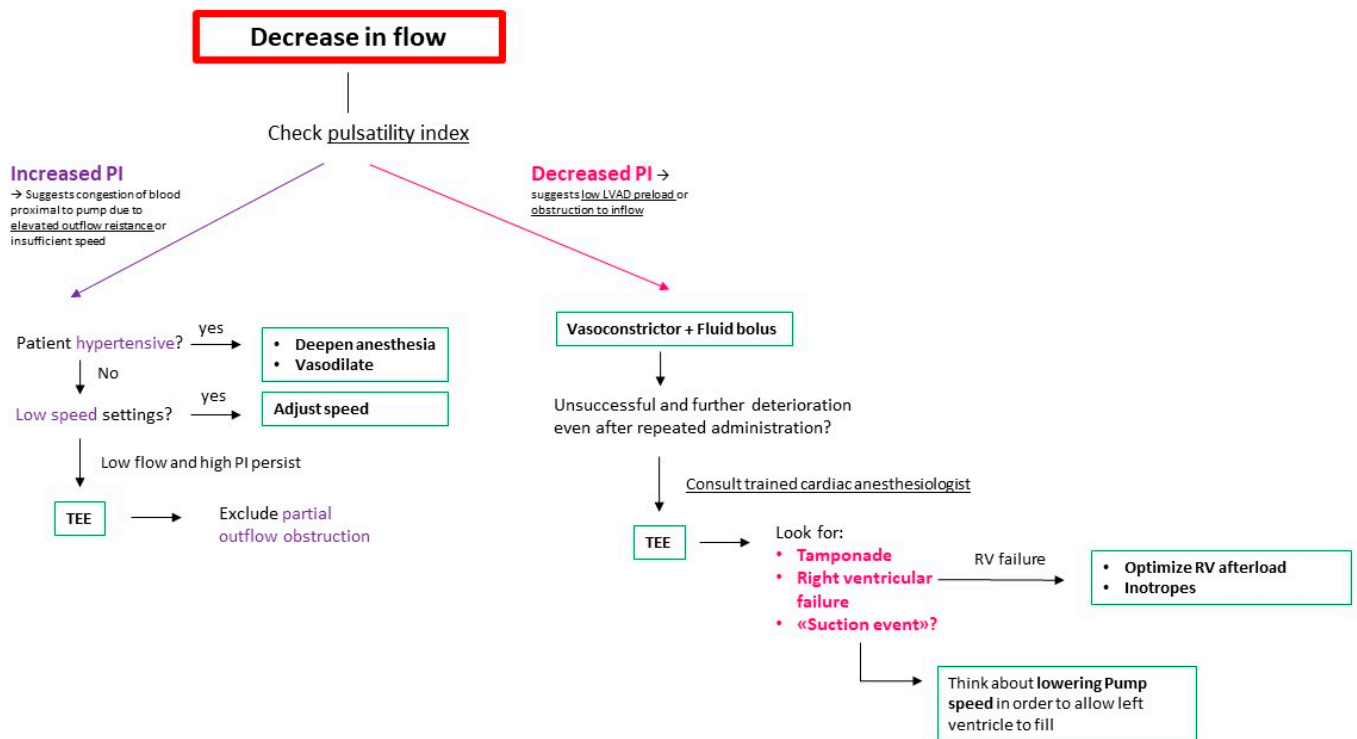 Decrease in flow
Check pulsatility index
Increased PI
→ Suggests congestion of blood
proximal to pump due to
elevated outflow reistance or
insufficient speed
Decreased PI →
suggests low LVAD preload or
obstruction to inflow
Patient hypertensive?
yes
• Deepen anesthesia
• Vasodilate
No
Low speed settings?
yes
Adjust speed
Low flow and high PI persist
TEE
Exclude partial
outflow obstruction
Vasoconstrictor + Fluid bolus
Unsuccessful and further deterioration
even after repeated administration?
Consult trained cardiac anesthesiologist
TEE
Look for:
• Tamponade
• Right ventricular
failure
• «Suction event»?
RV failure
• Optimize RV afterload
• Inotropes
Think about lowering Pump
speed in order to allow left
ventricle to fill